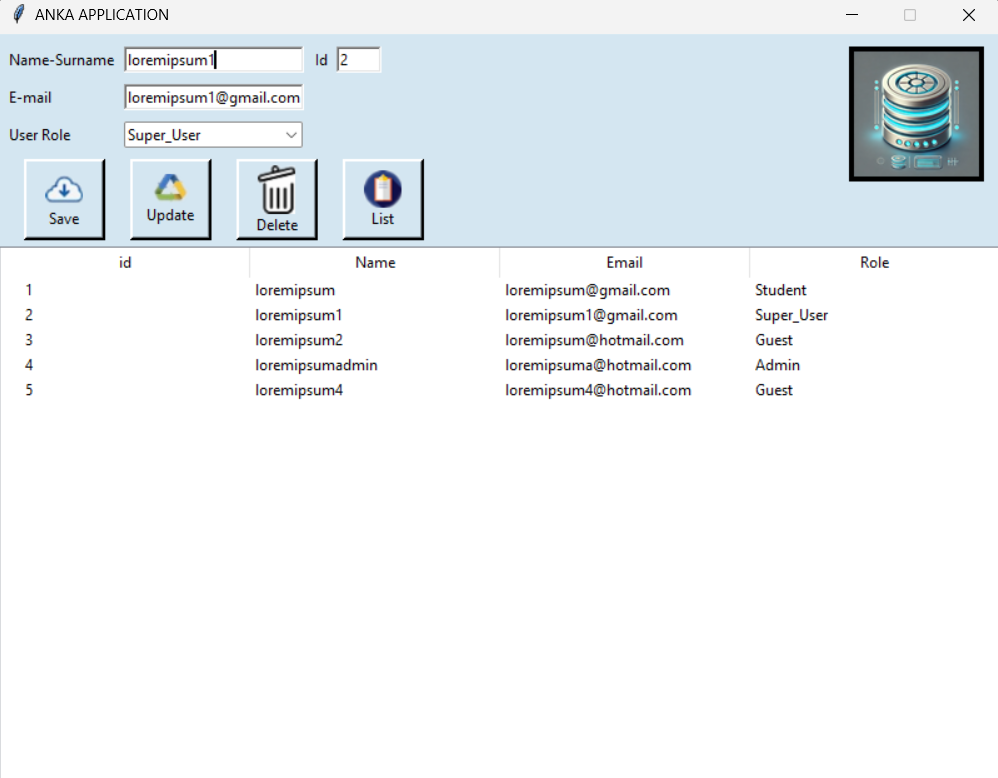 ANKA APPLICATION
Name-Surname loremipsum1 Id 2
E-mail loremipsum1@gmail.com
User Role Super_User
Save Update Delete List
id Name Email Role
1 loremipsum loremipsum@gmail.com Student
2 loremipsum1 loremipsum1@gmail.com Super_User
3 loremipsum2 loremipsum@hotmail.com Guest
4 loremipsumadmin loremipsuma@hotmail.com Admin
5 loremipsum4 loremipsum4@hotmail.com Guest